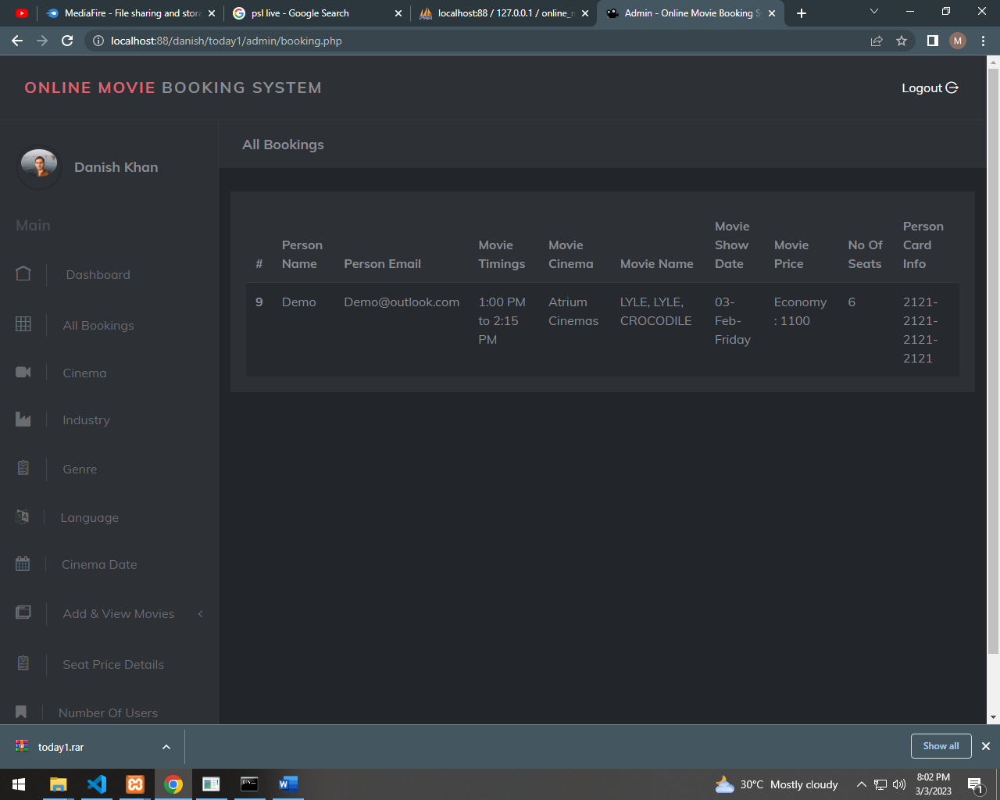 MediaFire - File sharing and stora
psl live - Google Search
localhost:88 / 127.0.0.1 / online_m
Admin - Online Movie Booking S
localhost:88/danish/today1/admin/booking.php
M
ONLINE MOVIE BOOKING SYSTEM
Logout
Danish Khan
All Bookings
Main
Dashboard
All Bookings
Cinema
Industry
Genre
Language
Cinema Date
Add & View Movies
Seat Price Details
Number Of Users
# Person Name Person Email Movie Timings Movie Cinema Movie Name Movie Show Date Movie Price No Of Seats Person Card Info
9 Demo Demo@outlook.com 1:00 PM to 2:15 PM Atrium Cinemas LYLE, LYLE, CROCODILE 03-Feb-Friday Economy : 1100 6 2121-2121-2121-2121
today1.rar
Show all
30°C Mostly cloudy
8:02 PM
3/3/2023
1